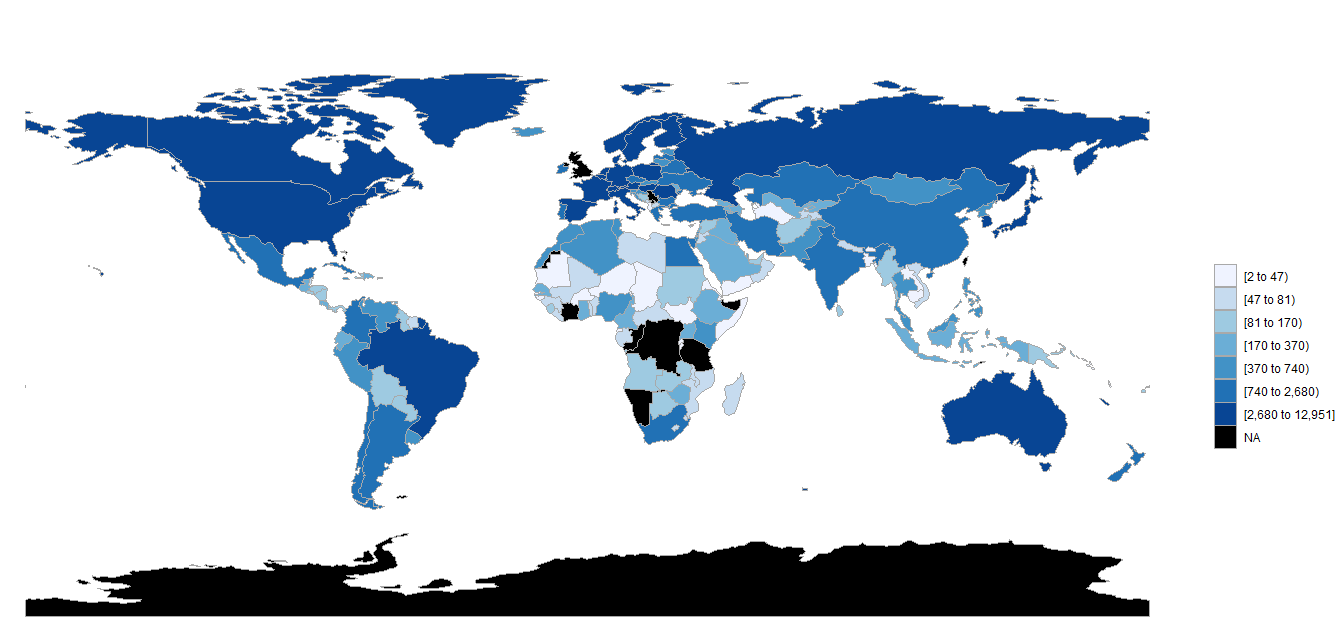 [2 to 47)
[47 to 81)
[81 to 170)
[170 to 370)
[370 to 740)
[740 to 2,680)
[2,680 to 12,951]
NA